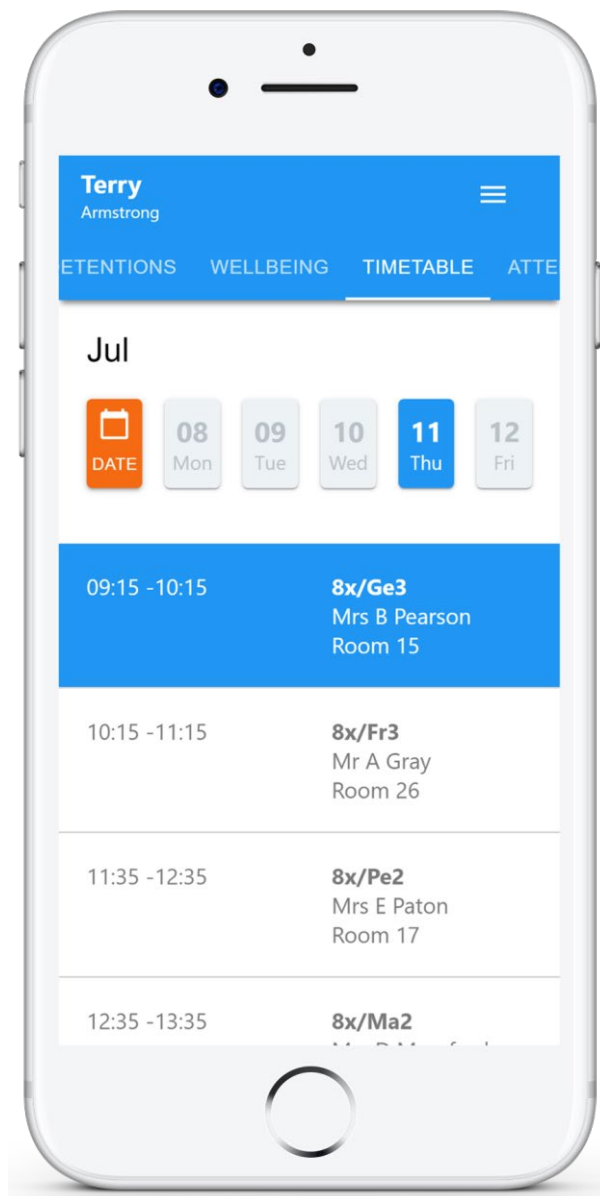 Terry
Armstrong
ETENTIONS WELLBEING TIMETABLE ATTE
Jul
DATE
08
Mon
09
Tue
10
Wed
11
Thu
12
Fri
09:15 -10:15
8x/Ge3
Mrs B Pearson
Room 15
10:15 -11:15
8x/Fr3
Mr A Gray
Room 26
11:35 -12:35
8x/Pe2
Mrs E Paton
Room 17
12:35 -13:35
8x/Ma2